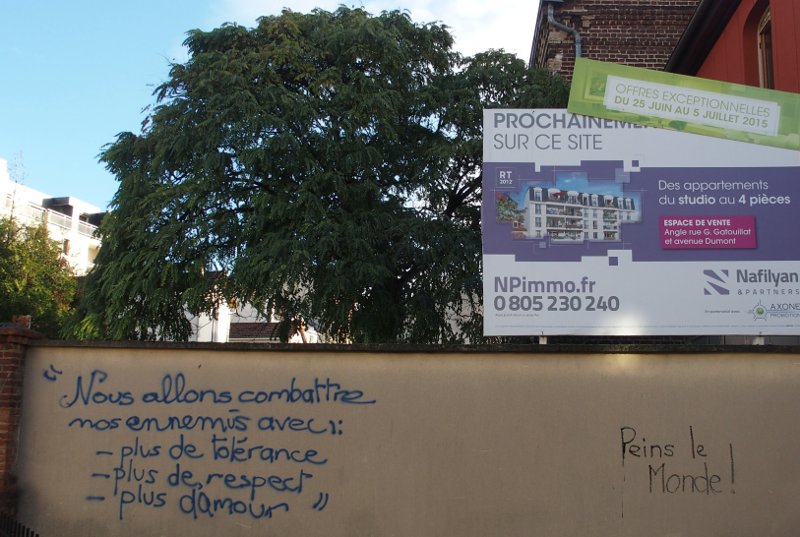 OFFRES EXCEPTIONNELLES
DU 25 JUIN AU 5 JUILLET 2015
PROCHAINEMEN
SUR CE SITE
RT
2012
Des appartements
du studio au 4 pièces
ESPACE DE VENTE
Angle rue G. Gatouillat
et avenue Dumont
NPimmo.fr
0 805 230 240
Nafilyan
& PARTNERS
AXONE
PROMOTION
" Nous allons combattre
nos ennemis avec :
- plus de tolérance
- plus de respect
- plus d'amour "
Peins le
Monde !